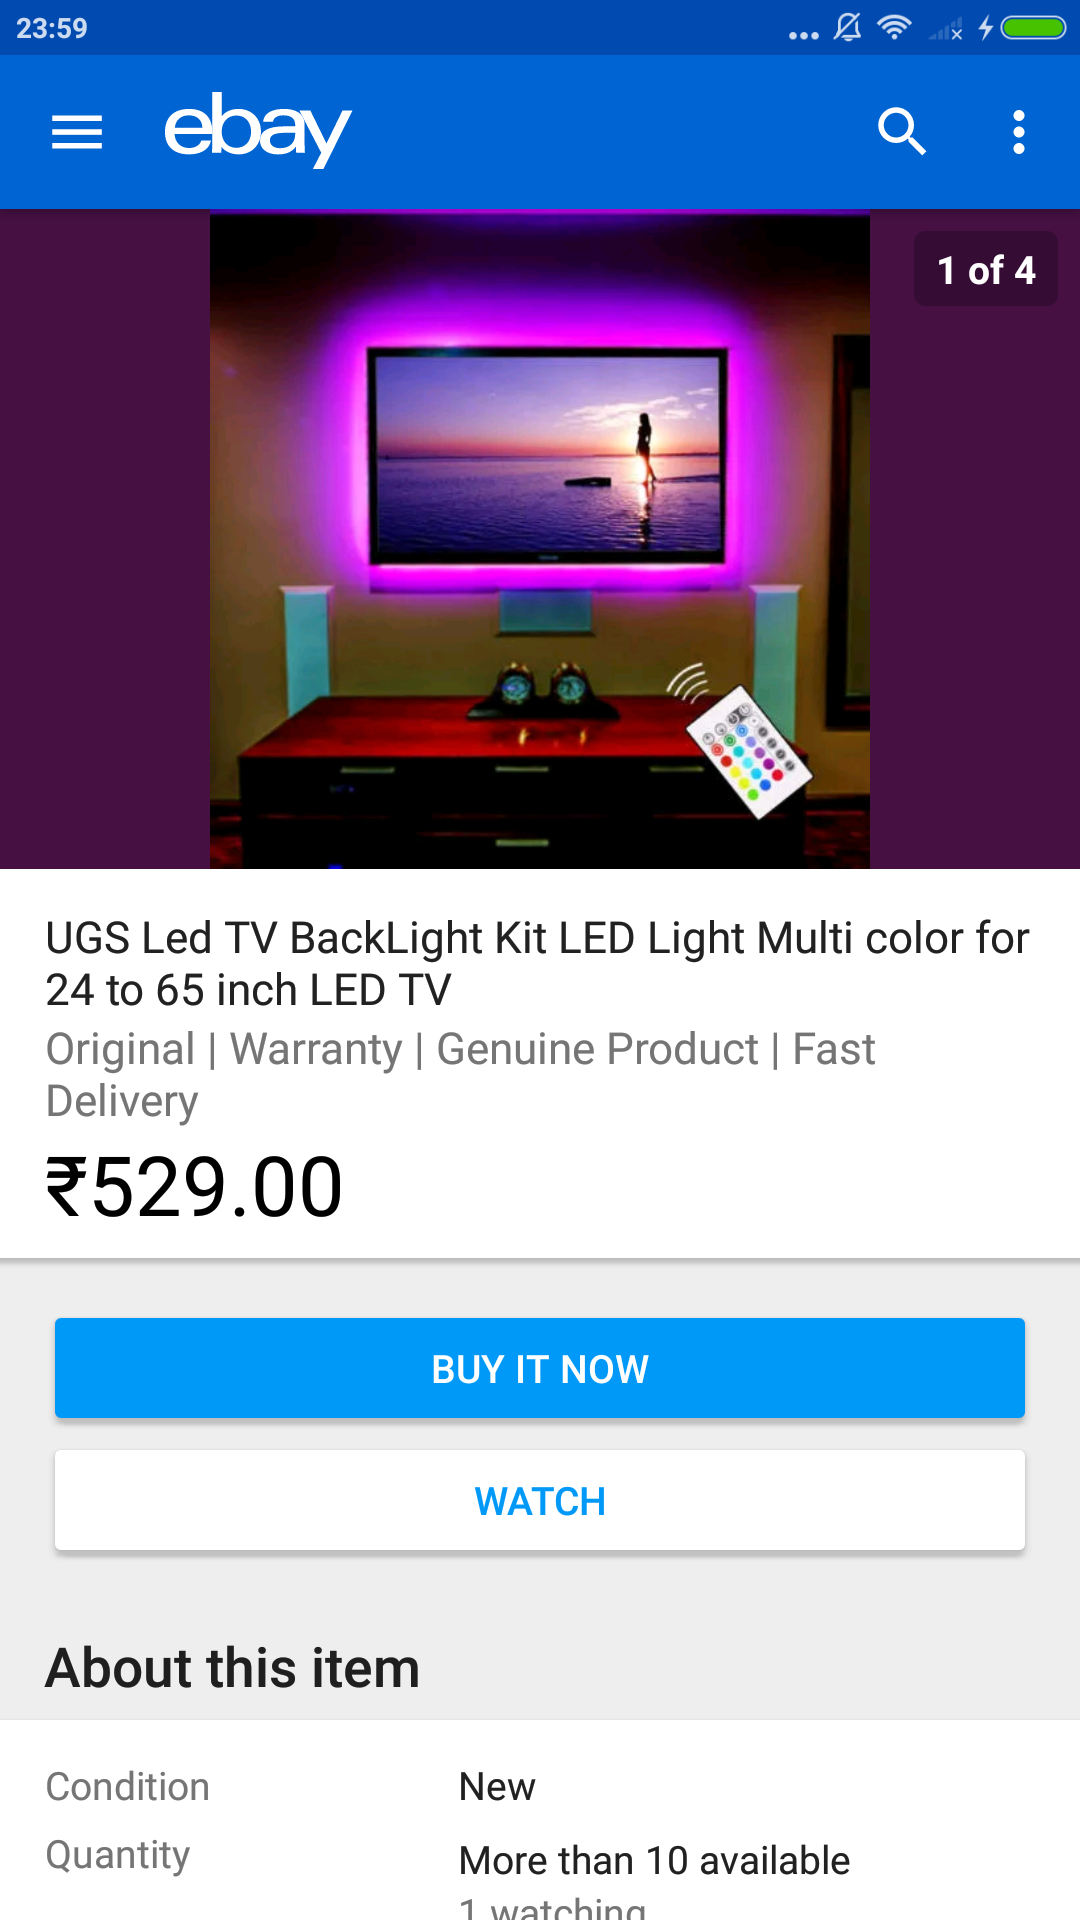 23:59
ebay
1 of 4
UGS Led TV BackLight Kit LED Light Multi color for
24 to 65 inch LED TV
Original | Warranty | Genuine Product | Fast
Delivery
₹529.00
BUY IT NOW
WATCH
About this item
Condition New
Quantity More than 10 available
1 watching